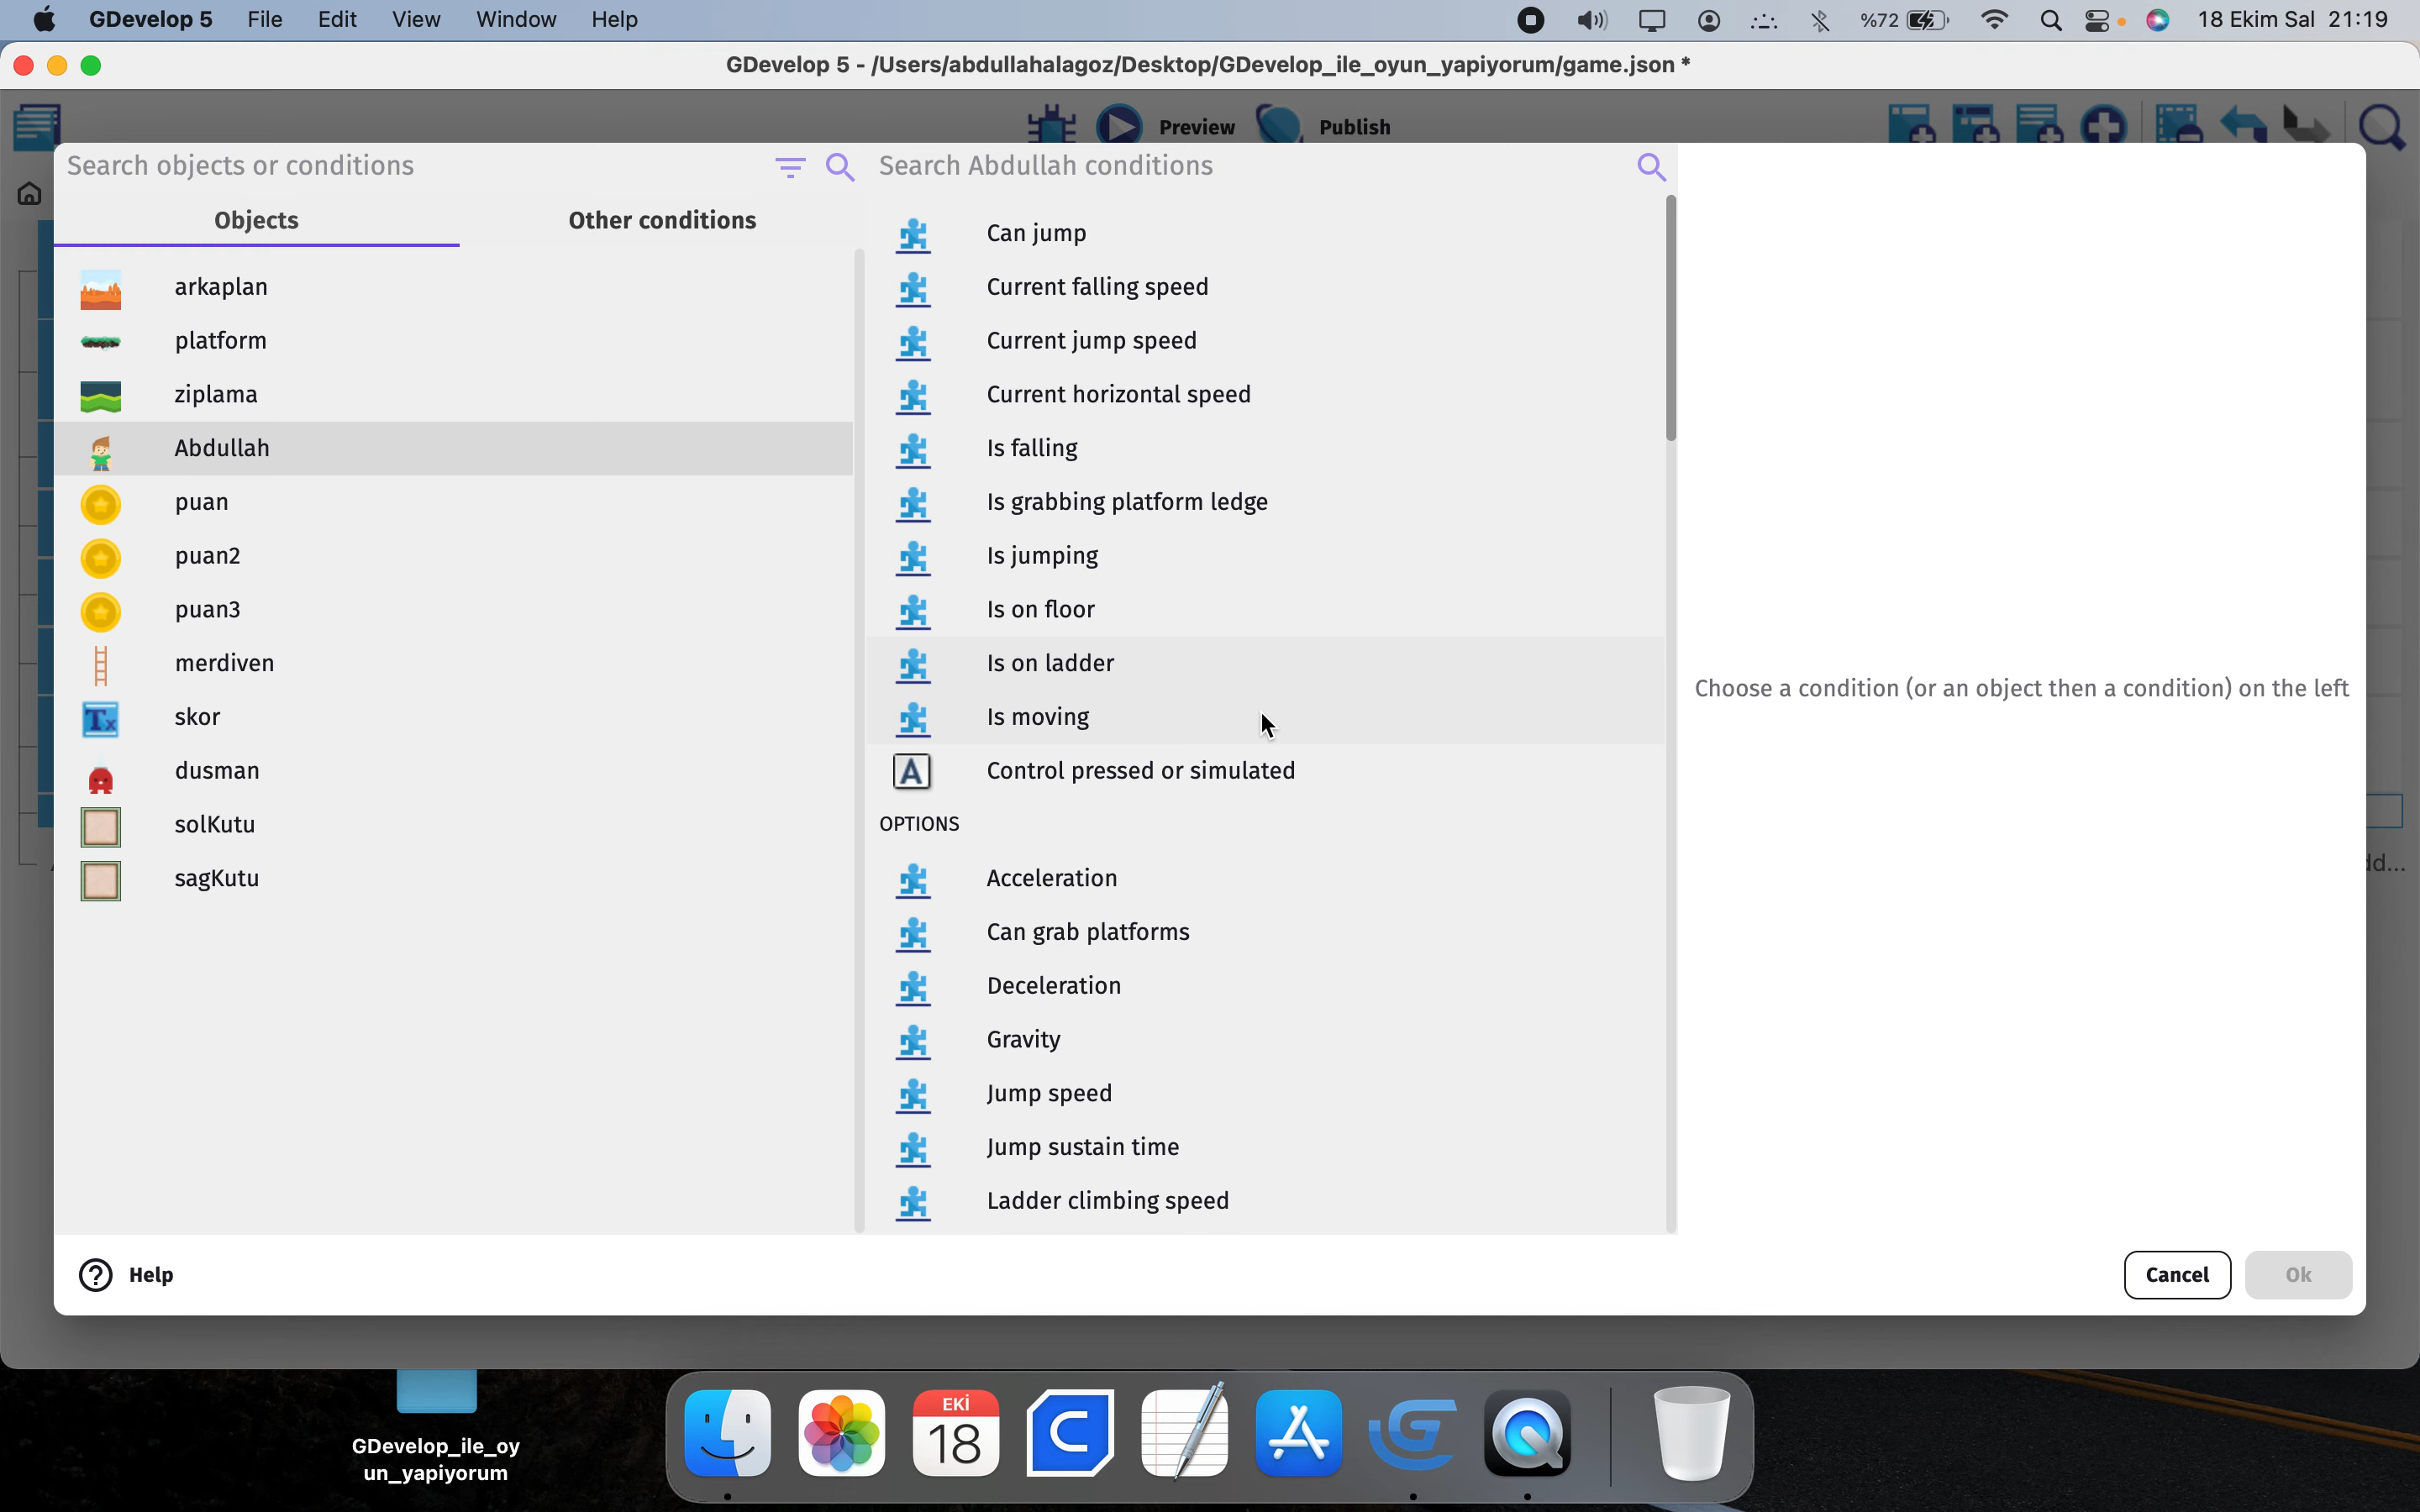 GDevelop 5 File Edit View Window Help %72 18 Ekim Sal 21:19
GDevelop 5 - /Users/abdullahalagoz/Desktop/GDevelop_ile_oyun_yapiyorum/game.json *
Preview Publish
Search objects or conditions
Objects Other conditions
arkaplan
platform
ziplama
Abdullah
puan
puan2
puan3
merdiven
Tx skor
dusman
solKutu
sagKutu
Search Abdullah conditions
Can jump
Current falling speed
Current jump speed
Current horizontal speed
Is falling
Is grabbing platform ledge
Is jumping
Is on floor
Is on ladder
Is moving
A Control pressed or simulated
OPTIONS
Acceleration
Can grab platforms
Deceleration
Gravity
Jump speed
Jump sustain time
Ladder climbing speed
Choose a condition (or an object then a condition) on the left
Help
Cancel Ok
GDevelop_ile_oy
un_yapiyorum
EKİ
18